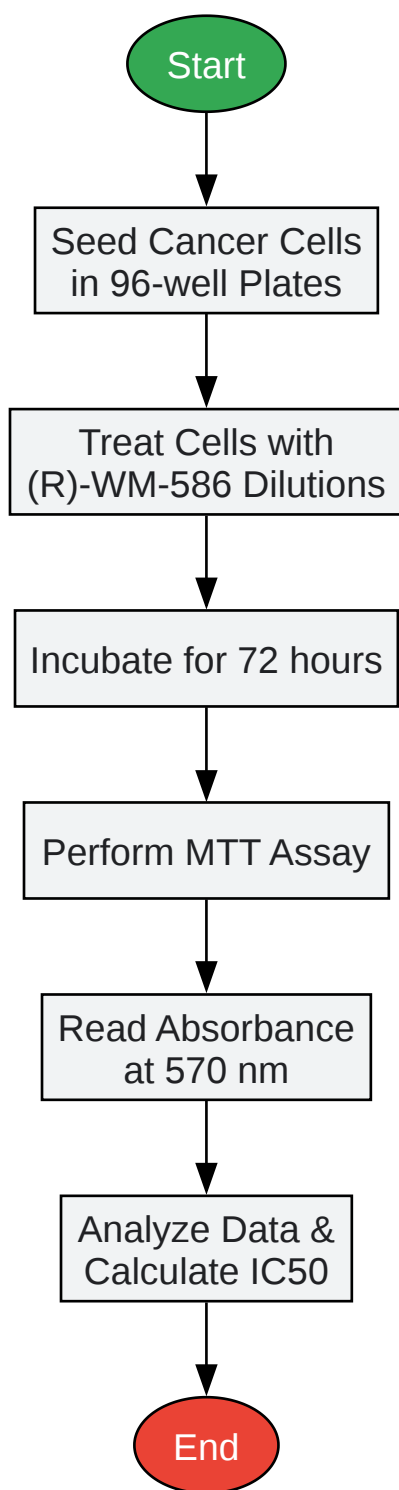 Start
Seed Cancer Cells
in 96-well Plates
Treat Cells with
(R)-WM-586 Dilutions
Incubate for 72 hours
Perform MTT Assay
Read Absorbance
at 570 nm
Analyze Data &
Calculate IC50
End